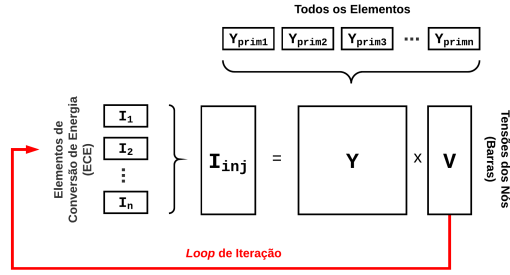 Todos os Elementos
Yprim1 Yprim2 Yprim3 ... Yprimn
Elementos de
Conversão de Energia
(ECE)
I1
I2
...
In
Iinj = Y x V
Tensões dos Nós
(Barras)
Loop de Iteração